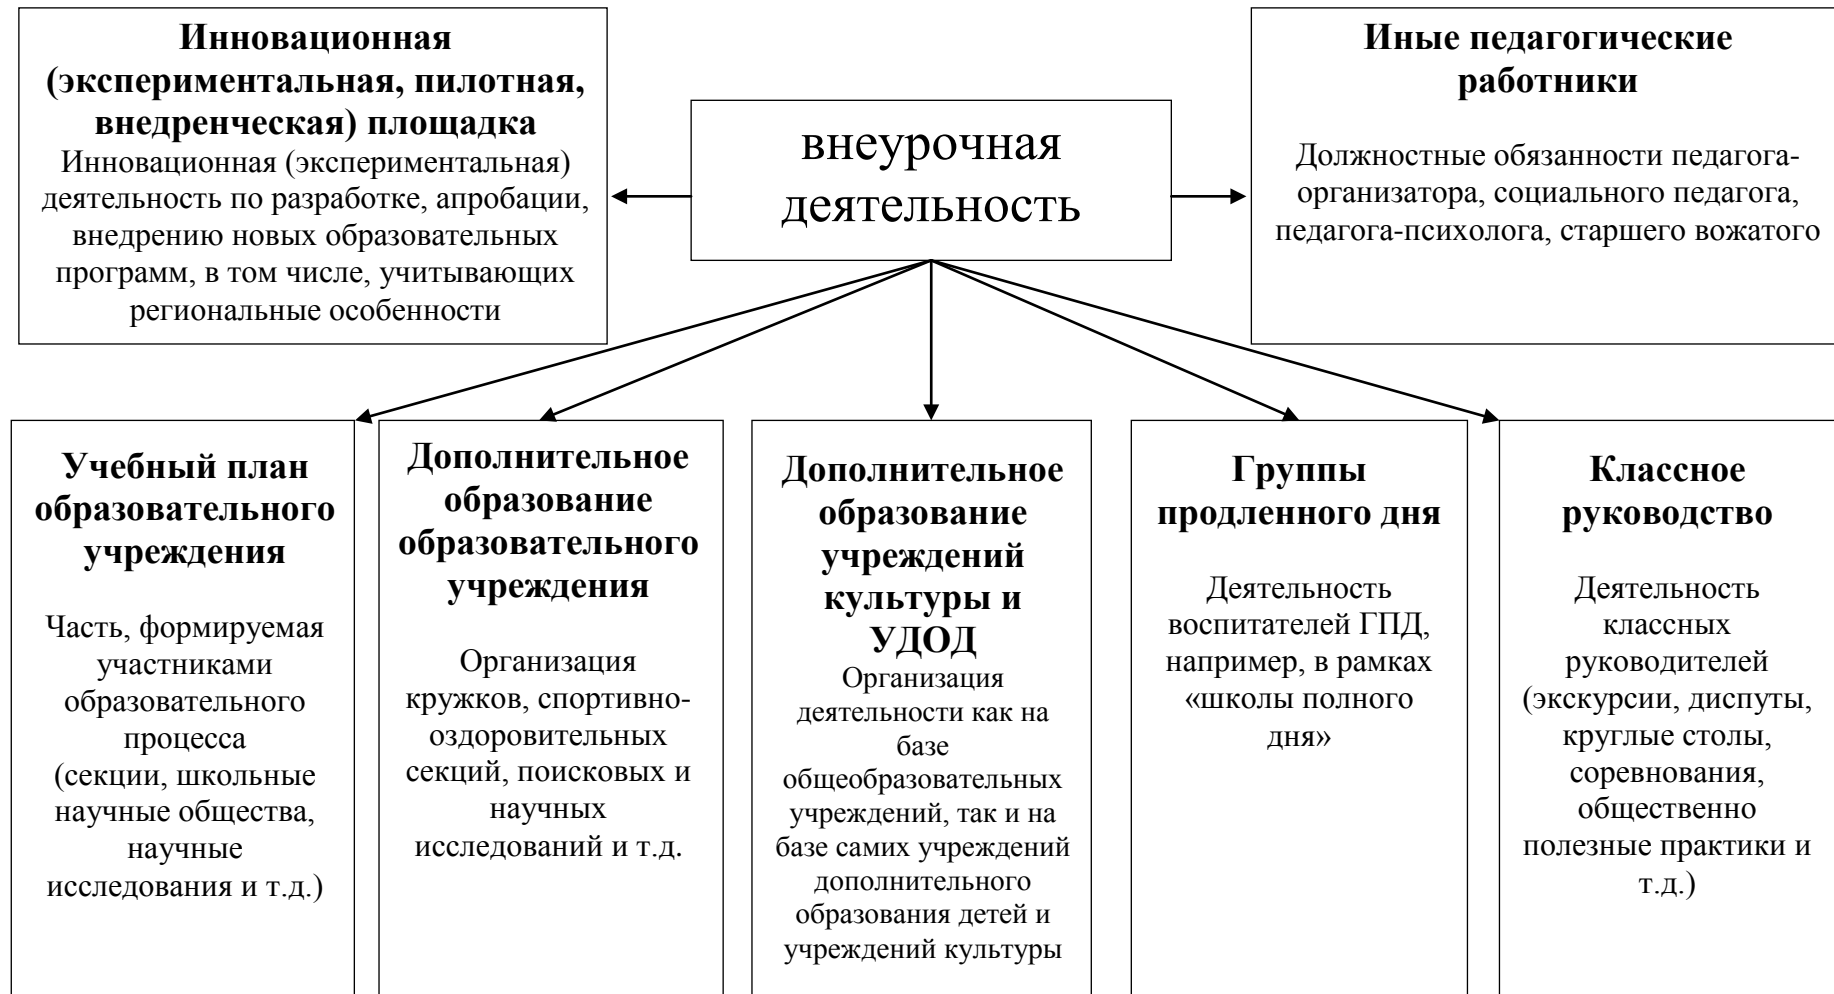 Инновационная
(экспериментальная, пилотная,
внедренческая) площадка
Инновационная (экспериментальная)
деятельность по разработке, апробации,
внедрению новых образовательных
программ, в том числе, учитывающих
региональные особенности
внеурочная
деятельность
Иные педагогические
работники
Должностные обязанности педагога-
организатора, социального педагога,
педагога-психолога, старшего вожатого
Учебный план
образовательного
учреждения
Часть, формируемая
участниками
образовательного
процесса
(секции, школьные
научные общества,
научные
исследования и т.д.)
Дополнительное
образование
образовательного
учреждения
Организация
кружков, спортивно-
оздоровительных
секций, поисковых и
научных
исследований и т.д.
Дополнительное
образование
учреждений
культуры и
УДОД
Организация
деятельности как на
базе
общеобразовательных
учреждений, так и на
базе самих учреждений
дополнительного
образования детей и
учреждений культуры
Группы
продленного дня
Деятельность
воспитателей ГПД,
например, в рамках
«школы полного
дня»
Классное
руководство
Деятельность
классных
руководителей
(экскурсии, диспуты,
круглые столы,
соревнования,
общественно
полезные практики и
т.д.)